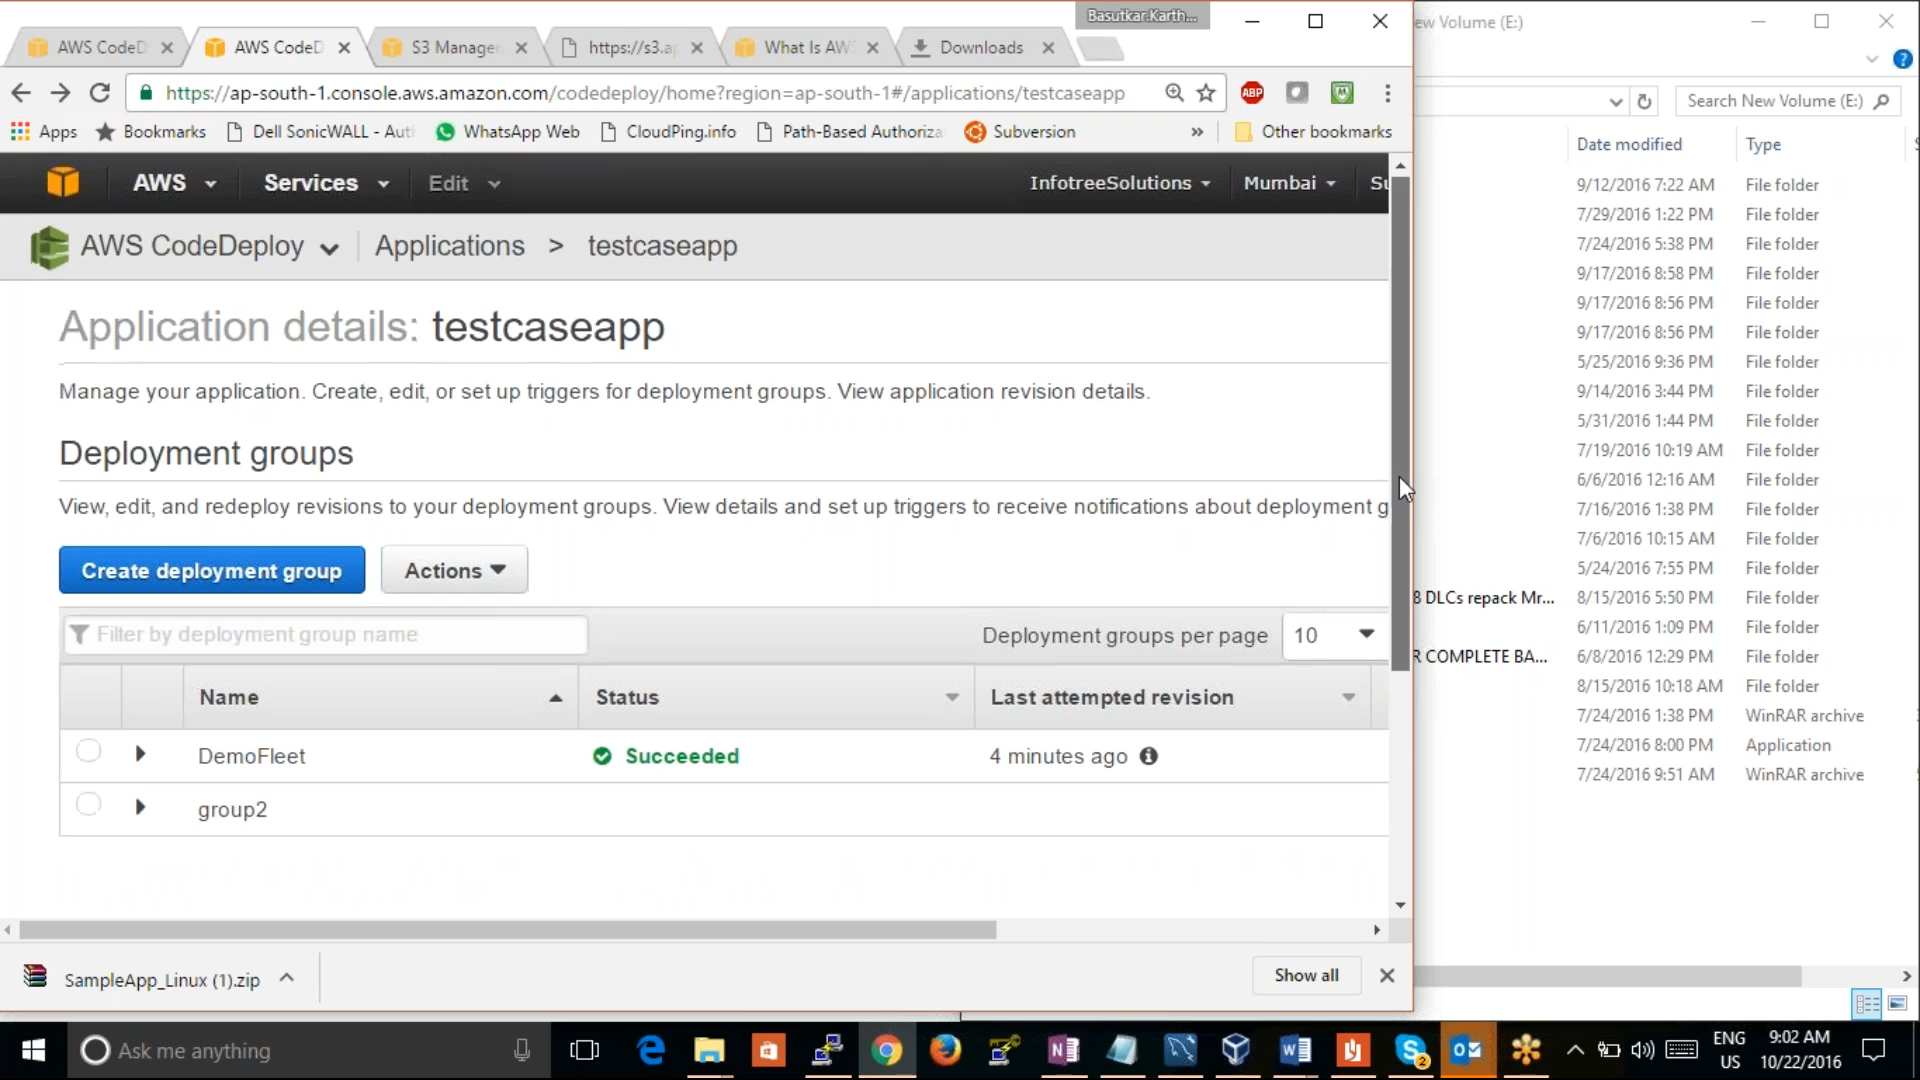 Basutkar.Karth...
AWS CodeD
AWS CodeD
S3 Manage
https://s3.a
What Is AW
Downloads
ew Volume (E:)
https://ap-south-1.console.aws.amazon.com/codedeploy/home?region=ap-south-1#/applications/testcaseapp
ABP
Search New Volume (E:)
Apps
Bookmarks
Dell SonicWALL - Aut
WhatsApp Web
CloudPing.info
Path-Based Authoriza
Subversion
»
Other bookmarks
Date modified
Type
AWS
Services
Edit
InfotreeSolutions
Mumbai
Su
AWS CodeDeploy
Applications > testcaseapp
Application details: testcaseapp
Manage your application. Create, edit, or set up triggers for deployment groups. View application revision details.
Deployment groups
View, edit, and redeploy revisions to your deployment groups. View details and set up triggers to receive notifications about deployment g
Create deployment group
Actions
Filter by deployment group name
Deployment groups per page
10
Name
Status
Last attempted revision
DemoFleet
Succeeded
4 minutes ago
group2
9/12/2016 7:22 AM File folder
7/29/2016 1:22 PM File folder
7/24/2016 5:38 PM File folder
9/17/2016 8:58 PM File folder
9/17/2016 8:56 PM File folder
9/17/2016 8:56 PM File folder
5/25/2016 9:36 PM File folder
9/14/2016 3:44 PM File folder
5/31/2016 1:44 PM File folder
7/19/2016 10:19 AM File folder
6/6/2016 12:16 AM File folder
7/16/2016 1:38 PM File folder
7/6/2016 10:15 AM File folder
5/24/2016 7:55 PM File folder
8 DLCs repack Mr... 8/15/2016 5:50 PM File folder
6/11/2016 1:09 PM File folder
R COMPLETE BA... 6/8/2016 12:29 PM File folder
8/15/2016 10:18 AM File folder
7/24/2016 1:38 PM WinRAR archive
7/24/2016 8:00 PM Application
7/24/2016 9:51 AM WinRAR archive
SampleApp_Linux (1).zip
Show all
Ask me anything
ENG
US
9:02 AM
10/22/2016